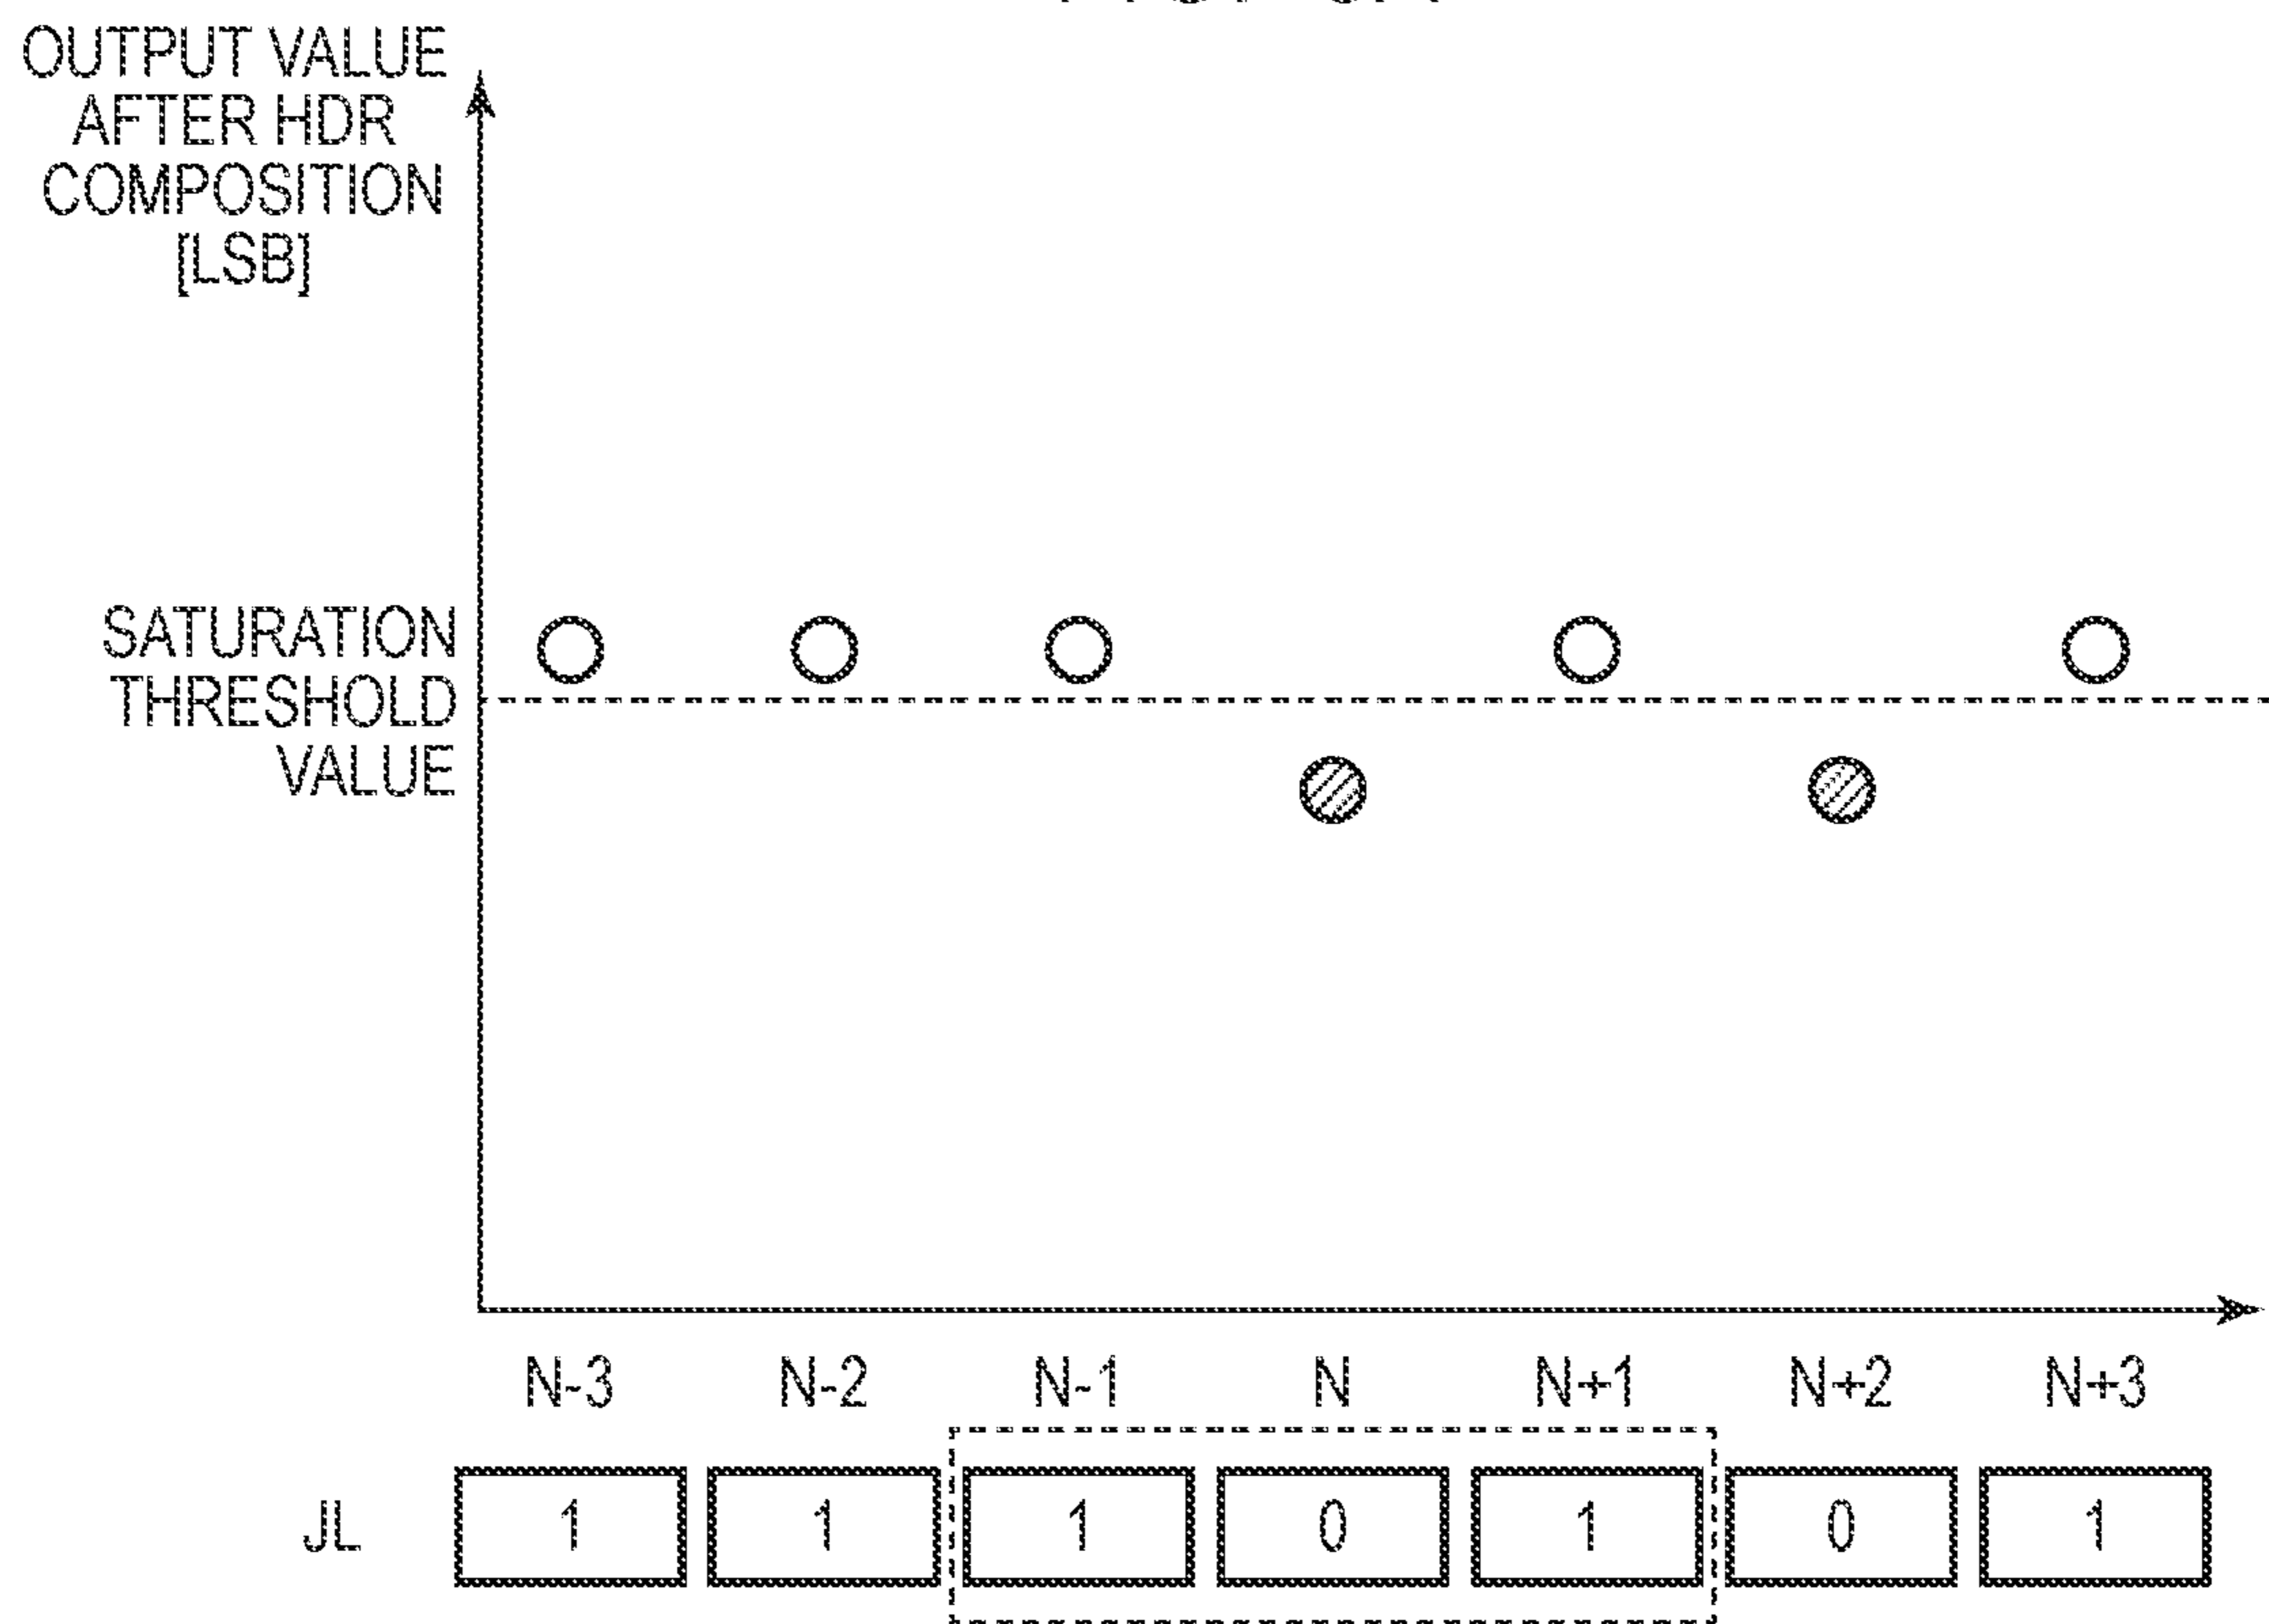 OUTPUT VALUE
AFTER HDR
COMPOSITION
[LSB]
SATURATION
THRESHOLD
VALUE
N-3 N-2 N-1 N N+1 N+2 N+3
JL 1 1 1 0 1 0 1